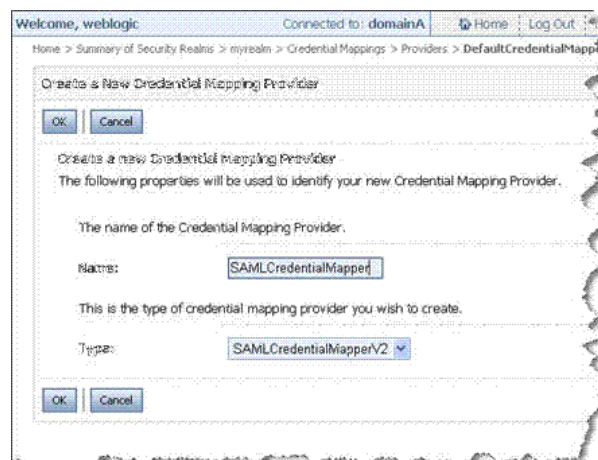 Welcome, weblogic Connected to: domainA Home Log Out
Home > Summary of Security Realms > myrealm > Credential Mappings > Providers > DefaultCredentialMapp
Create a New Credential Mapping Provider
OK Cancel
Create a new Credential Mapping Provider
The following properties will be used to identify your new Credential Mapping Provider.
The name of the Credential Mapping Provider.
Name: SAMLCredentialMapper
This is the type of credential mapping provider you wish to create.
Type: SAMLCredentialMapperV2
OK Cancel